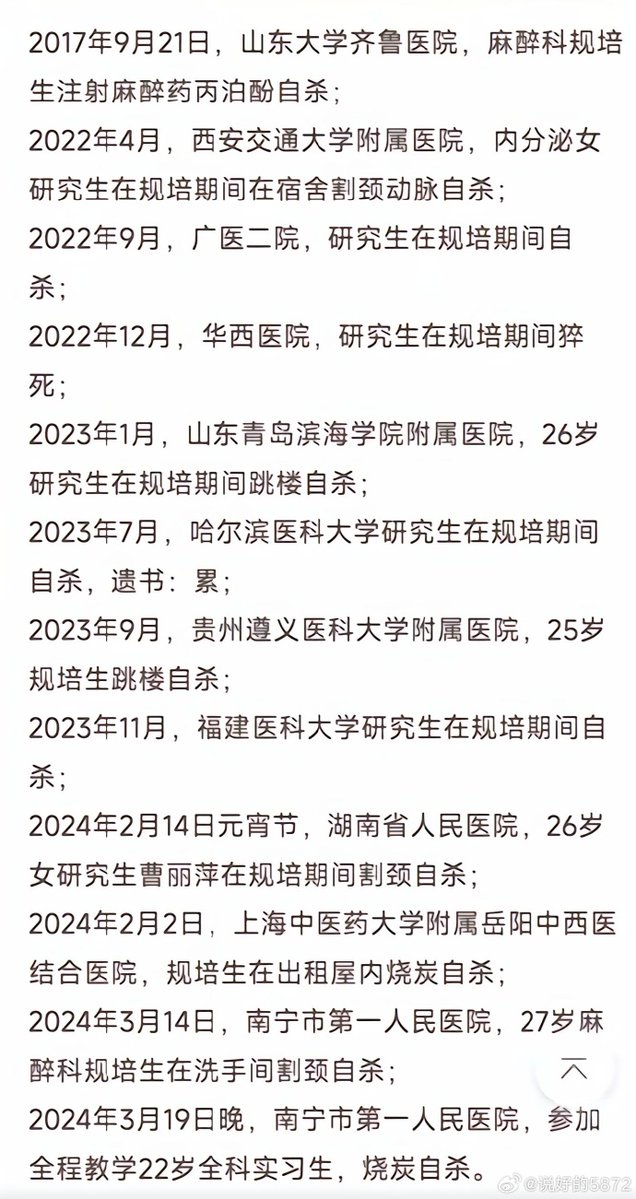 2017年9月21日，山东大学齐鲁医院，麻醉科规培
生注射麻醉药丙泊酚自杀；
2022年4月，西安交通大学附属医院，内分泌女
研究生在规培期间在宿舍割颈动脉自杀；
2022年9月，广医二院，研究生在规培期间自
杀；
2022年12月，华西医院，研究生在规培期间猝
死；
2023年1月，山东青岛滨海学院附属医院，26岁
研究生在规培期间跳楼自杀；
2023年7月，哈尔滨医科大学研究生在规培期间
自杀，遗书：累；
2023年9月，贵州遵义医科大学附属医院，25岁
规培生跳楼自杀；
2023年11月，福建医科大学研究生在规培期间自
杀；
2024年2月14日元宵节，湖南省人民医院，26岁
女研究生曹丽萍在规培期间割颈自杀；
2024年2月2日，上海中医药大学附属岳阳中西医
结合医院，规培生在出租屋内烧炭自杀；
2024年3月14日，南宁市第一人民医院，27岁麻
醉科规培生在洗手间割颈自杀；
2024年3月19日晚，南宁市第一人民医院，参加
全程教学22岁全科实习生，烧炭自杀。
@说好的5872